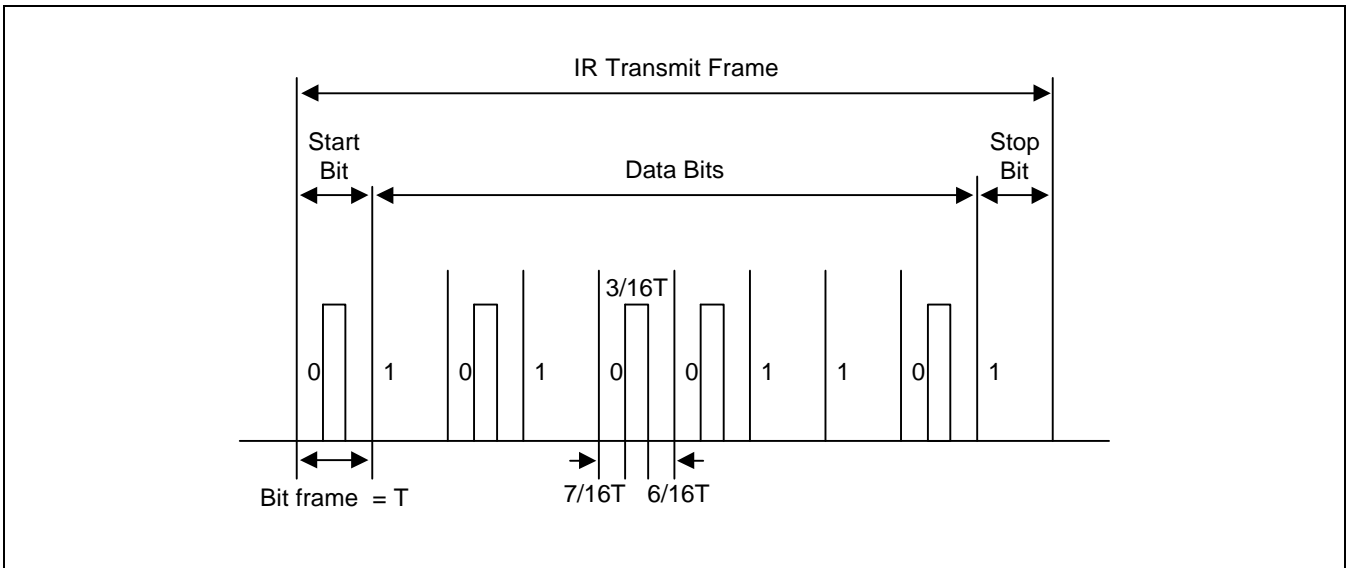 IR Transmit Frame
Start
Bit
Data Bits
Stop
Bit
3/16T
0 1 0 1 0 0 1 1 0 1
7/16T 6/16T
Bit frame = T